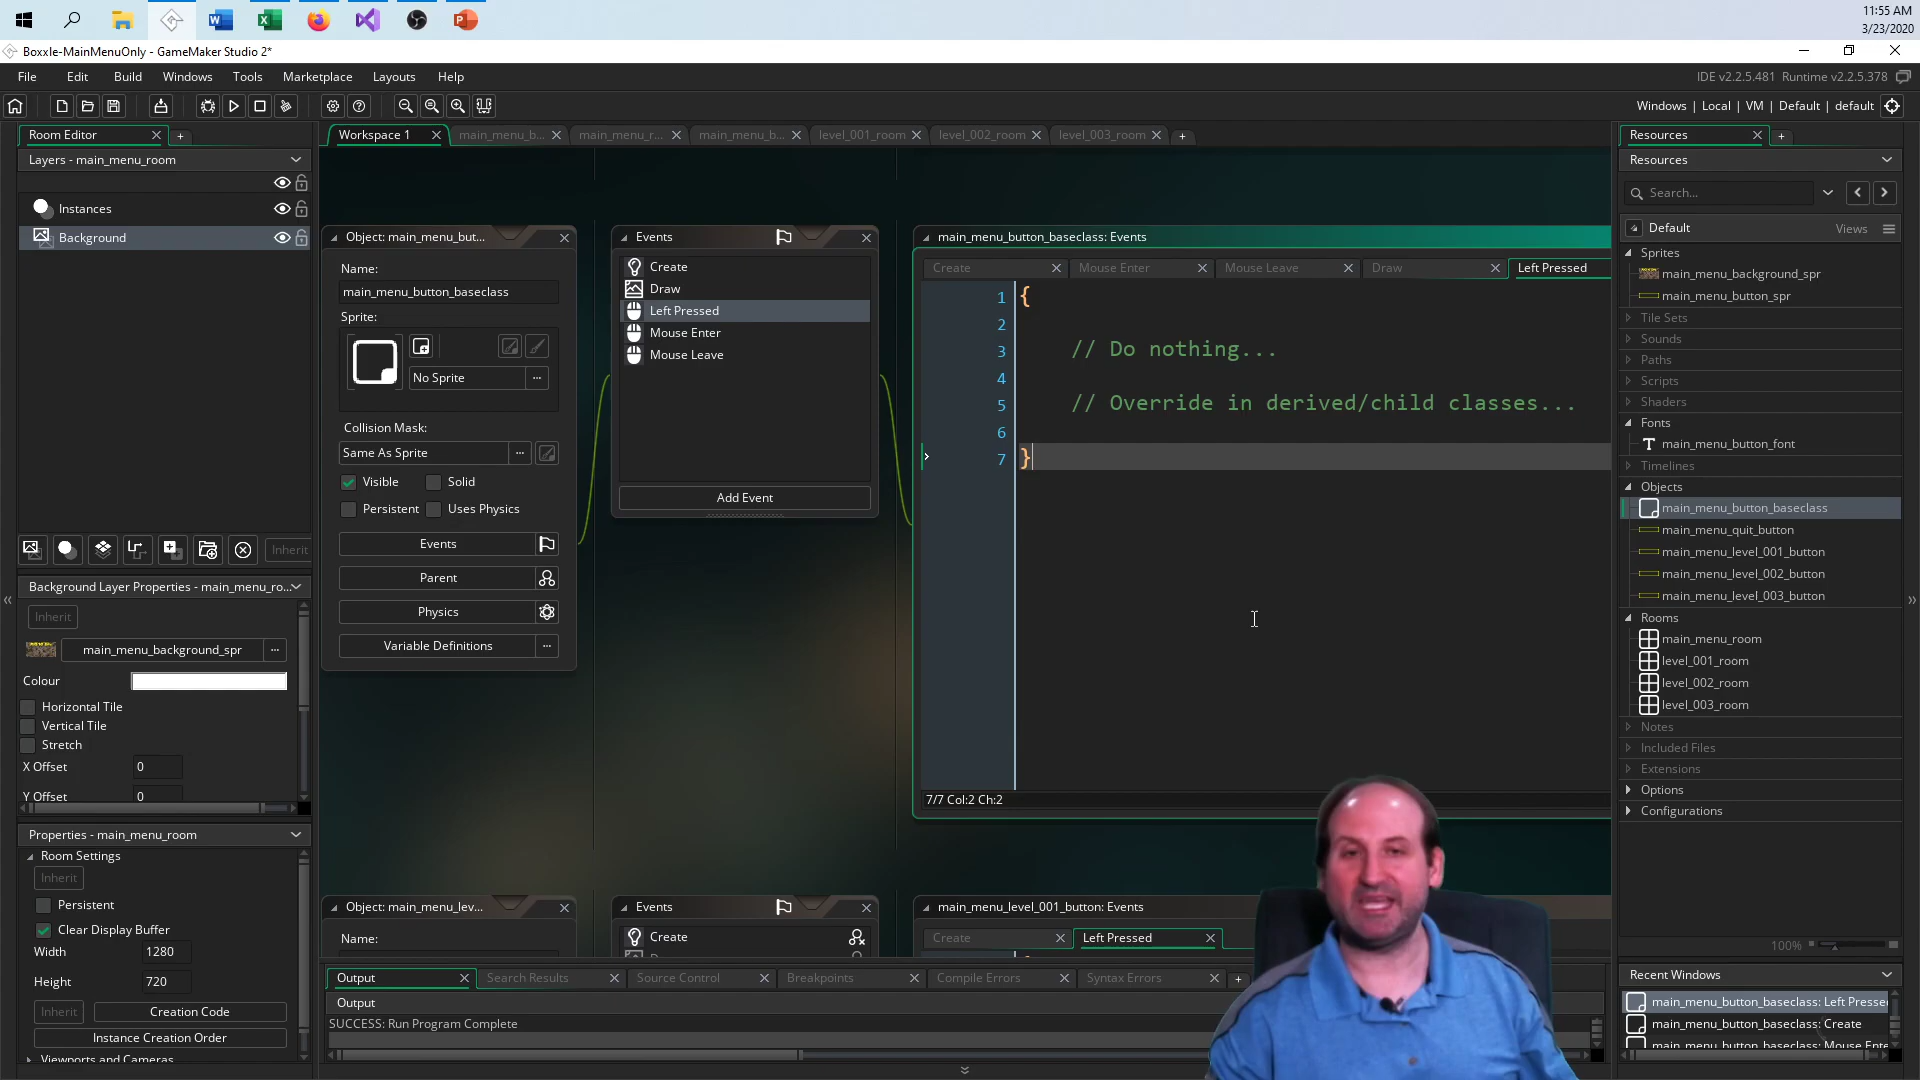 11:55 AM
3/23/2020
Boxxle-MainMenuOnly - GameMaker Studio 2*
File Edit Build Windows Tools Marketplace Layouts Help
IDE v2.2.5.481 Runtime v2.2.5.378
Windows | Local | VM | Default | default
Room Editor
Layers - main_menu_room
Instances
Background
Inherit
Background Layer Properties - main_menu_ro...
Inherit
main_menu_background_spr ...
Colour
Horizontal Tile
Vertical Tile
Stretch
X Offset 0
Y Offset 0
Properties - main_menu_room
Room Settings
Inherit
Persistent
Clear Display Buffer
Width 1280
Height 720
Inherit Creation Code
Instance Creation Order
Viewports and Cameras
Workspace 1 main_menu_b... main_menu_r... main_menu_b... level_001_room level_002_room level_003_room
Object: main_menu_but...
Name:
main_menu_button_baseclass
Sprite:
No Sprite ...
Collision Mask:
Same As Sprite ...
Visible Solid
Persistent Uses Physics
Events
Parent
Physics
Variable Definitions ...
Events
Create
Draw
Left Pressed
Mouse Enter
Mouse Leave
Add Event
main_menu_button_baseclass: Events
Create Mouse Enter Mouse Leave Draw Left Pressed
1 {
2
3 // Do nothing...
4
5 // Override in derived/child classes...
6
7 }
7/7 Col:2 Ch:2
Object: main_menu_lev...
Name:
Events
Create
main_menu_level_001_button: Events
Create Left Pressed
Output Search Results Source Control Breakpoints Compile Errors Syntax Errors
Output
SUCCESS: Run Program Complete
Resources
Resources
Search...
Default Views
Sprites
main_menu_background_spr
main_menu_button_spr
Tile Sets
Sounds
Paths
Scripts
Shaders
Fonts
main_menu_button_font
Timelines
Objects
main_menu_button_baseclass
main_menu_quit_button
main_menu_level_001_button
main_menu_level_002_button
main_menu_level_003_button
Rooms
main_menu_room
level_001_room
level_002_room
level_003_room
Notes
Included Files
Extensions
Options
Configurations
100%
Recent Windows
main_menu_button_baseclass: Left Presse
main_menu_button_baseclass: Create
main_menu_button_baseclass: Mouse Ente